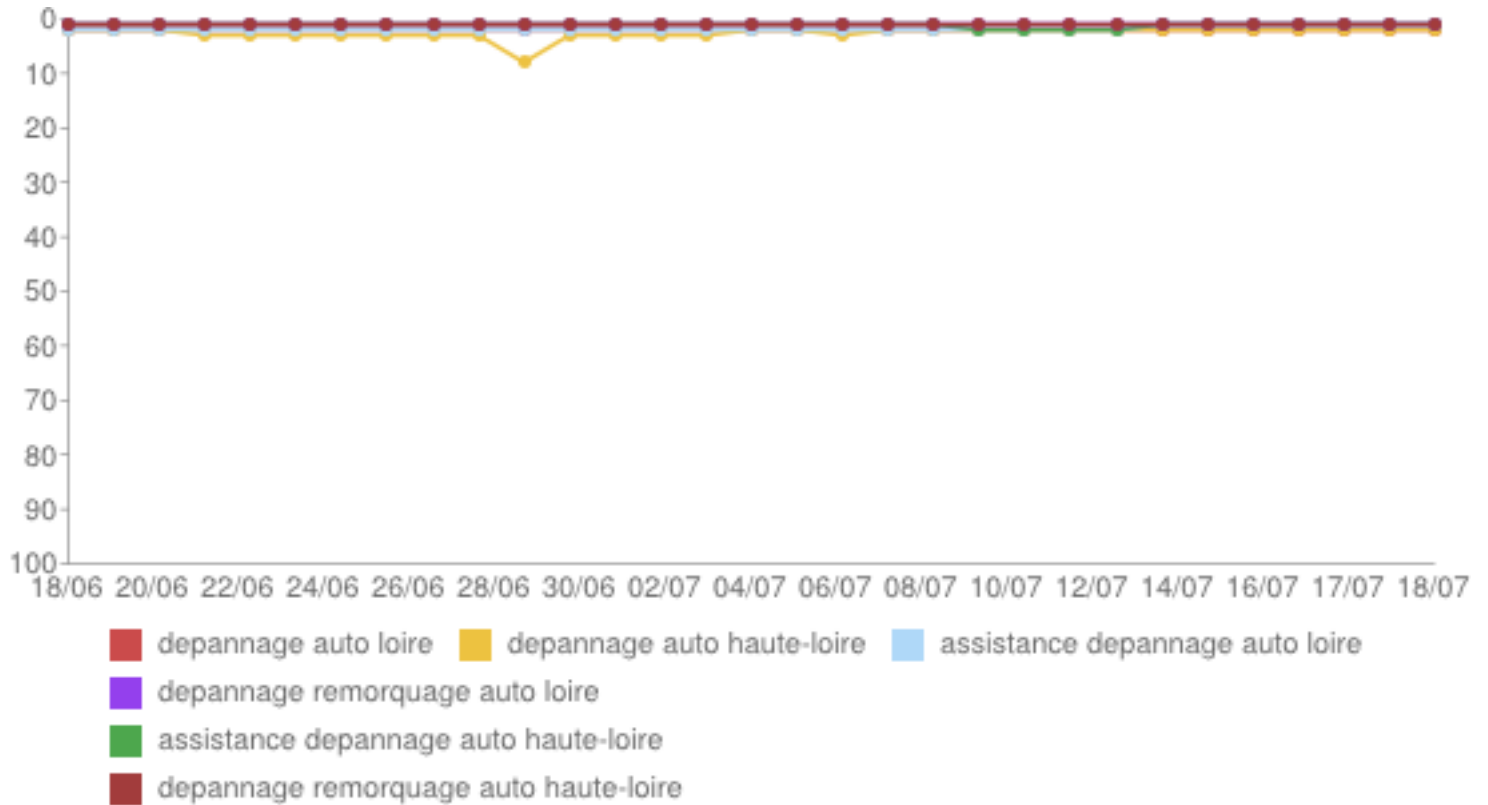 0
10
20
30
40
50
60
70
80
90
100
18/06 20/06 22/06 24/06 26/06 28/06 30/06 02/07 04/07 06/07 08/07 10/07 12/07 14/07 16/07 17/07 18/07
depannage auto loire depannage auto haute-loire assistance depannage auto loire
depannage remorquage auto loire
assistance depannage auto haute-loire
depannage remorquage auto haute-loire